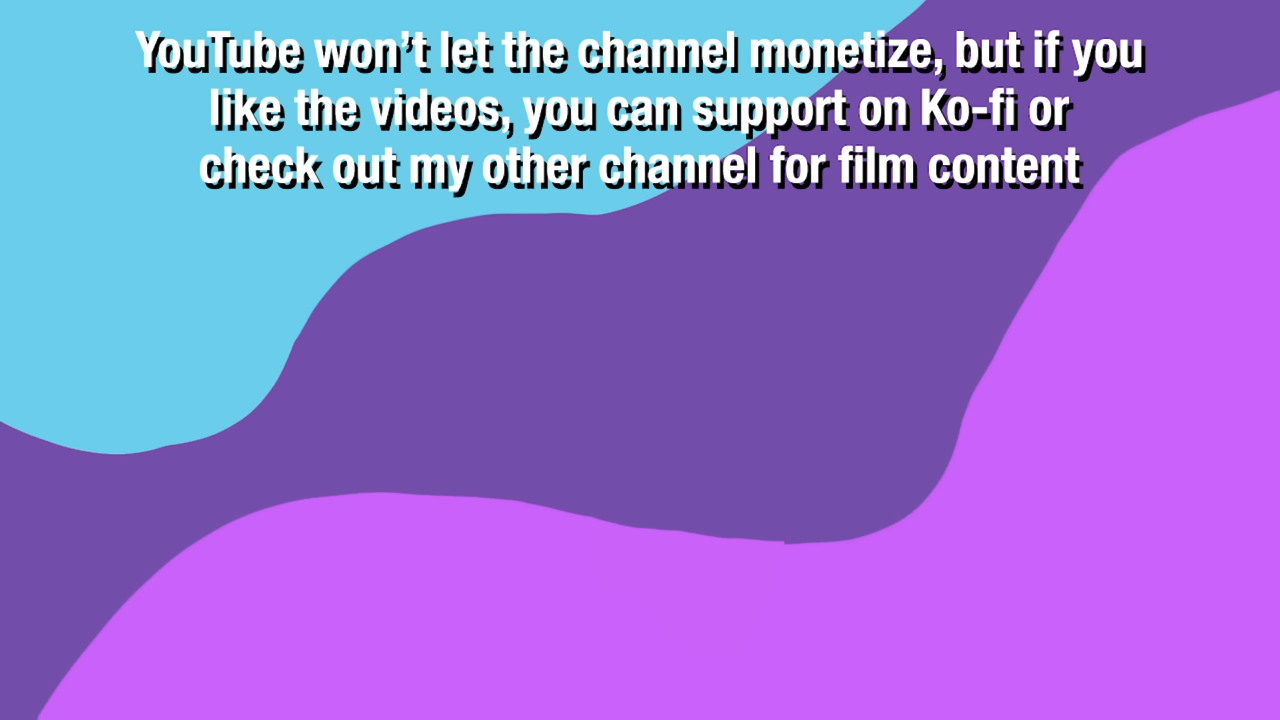 YouTube won’t let the channel monetize, but if you
like the videos, you can support on Ko-fi or
check out my other channel for film content